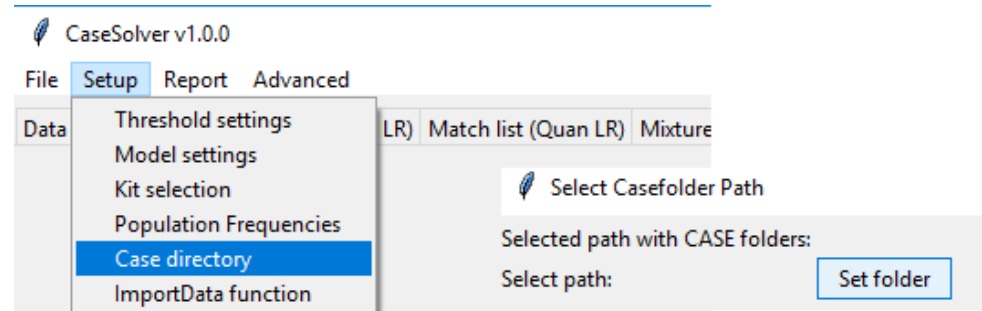 CaseSolver v1.0.0
File Setup Report Advanced
Data LR) Match list (Quan LR) Mixture
Threshold settings
Model settings
Kit selection
Population Frequencies
Case directory
ImportData function
Select Casefolder Path
Selected path with CASE folders:
Select path: Set folder